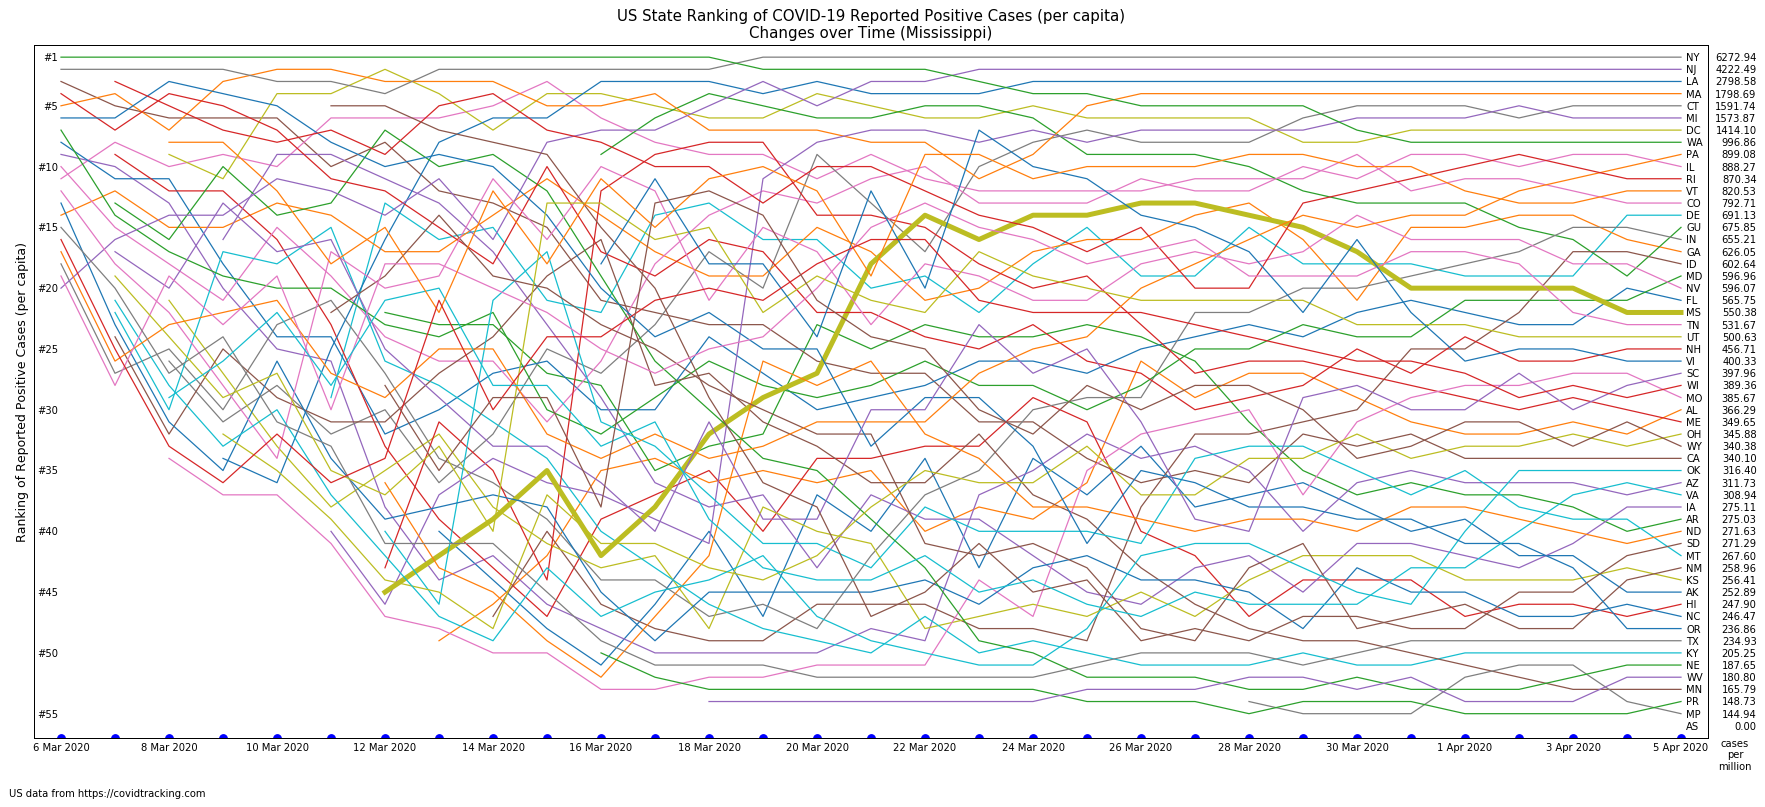 US State Ranking of COVID-19 Reported Positive Cases (per capita)
Changes over Time (Mississippi)
Ranking of Reported Positive Cases (per capita)
#1
#5
#10
#15
#20
#25
#30
#35
#40
#45
#50
#55
NY 6272.94
NJ 4222.49
LA 2798.58
MA 1798.69
CT 1591.74
MI 1573.87
DC 1414.10
WA 996.86
PA 899.08
IL 888.27
RI 870.34
VT 820.53
CO 792.71
DE 691.13
GU 675.85
IN 655.21
GA 626.05
ID 602.64
MD 596.96
NV 596.07
FL 565.75
MS 550.38
TN 531.67
UT 500.63
NH 456.71
VI 400.33
SC 397.96
WI 389.36
MO 385.67
AL 366.29
ME 349.65
OH 345.88
WY 340.38
CA 340.10
OK 316.40
AZ 311.73
VA 308.94
IA 275.11
AR 275.03
ND 271.63
SD 271.29
MT 267.60
NM 258.96
KS 256.41
AK 252.89
HI 247.90
NC 246.47
OR 236.86
TX 234.93
KY 205.25
NE 187.65
WV 180.80
MN 165.79
PR 148.73
MP 144.94
AS 0.00
6 Mar 2020 8 Mar 2020 10 Mar 2020 12 Mar 2020 14 Mar 2020 16 Mar 2020 18 Mar 2020 20 Mar 2020 22 Mar 2020 24 Mar 2020 26 Mar 2020 28 Mar 2020 30 Mar 2020 1 Apr 2020 3 Apr 2020 5 Apr 2020
cases
per
million
US data from https://covidtracking.com